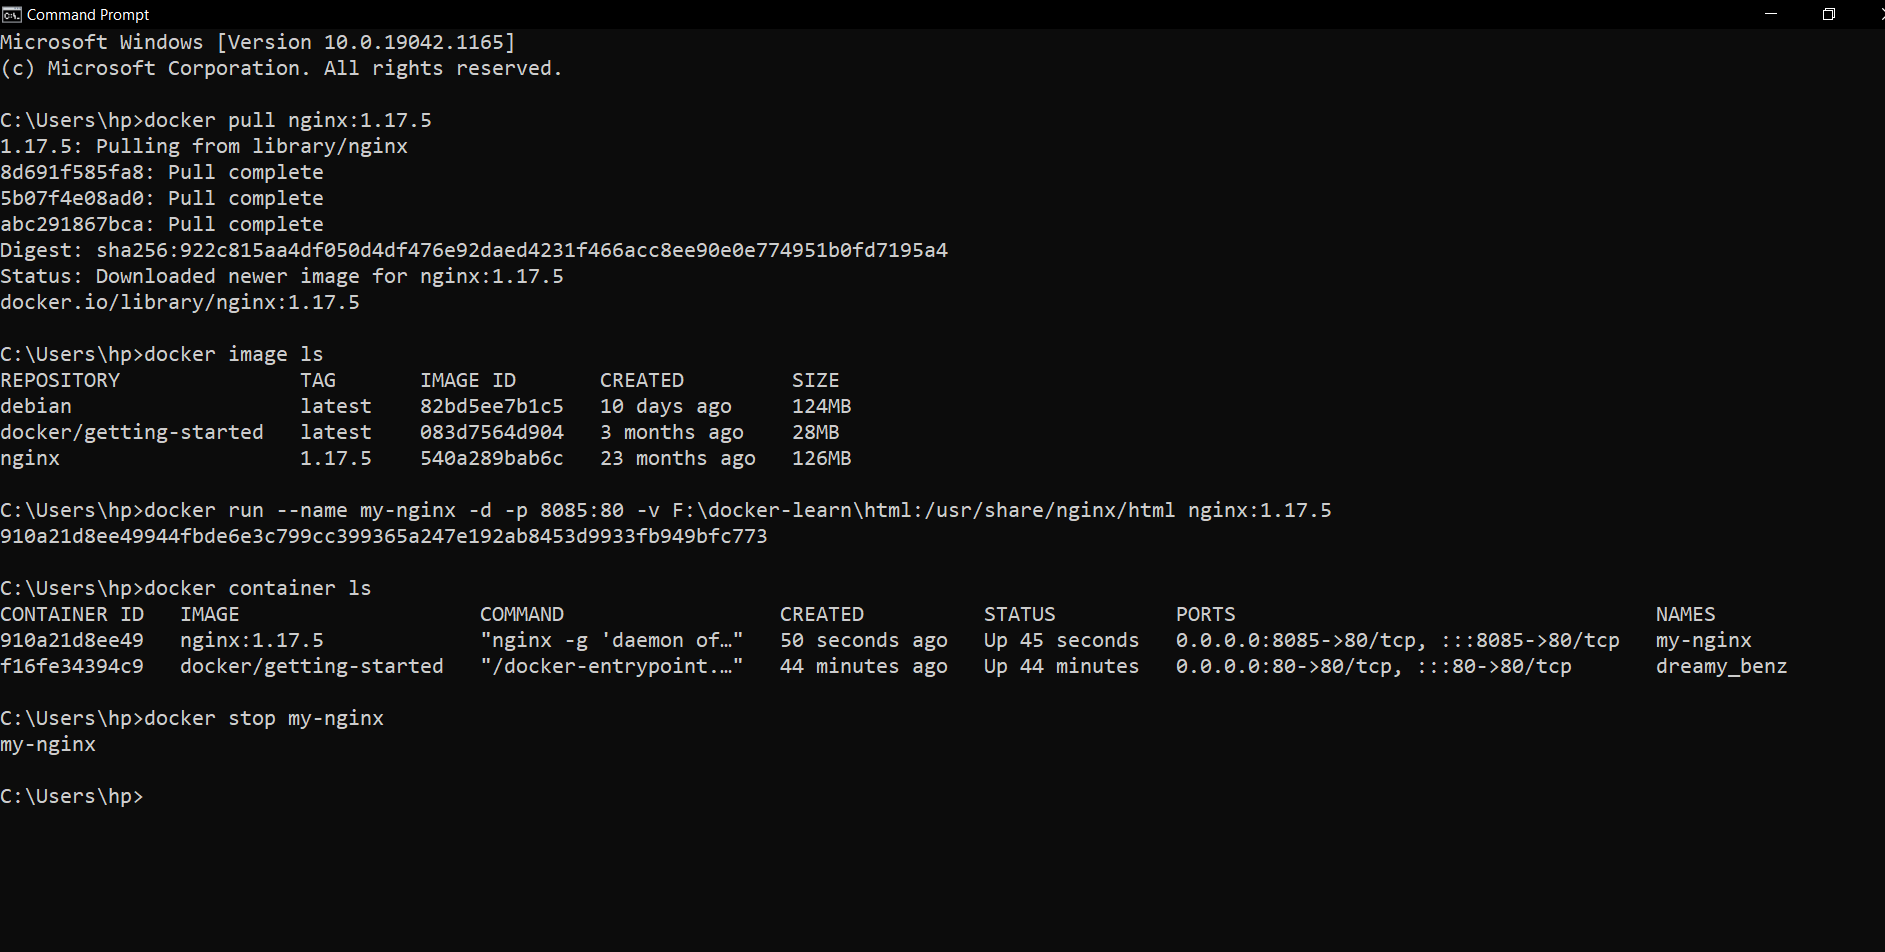 Command Prompt
Microsoft Windows [Version 10.0.19042.1165]
(c) Microsoft Corporation. All rights reserved.
C:\Users\hp>docker pull nginx:1.17.5
1.17.5: Pulling from library/nginx
8d691f585fa8: Pull complete
5b07f4e08ad0: Pull complete
abc291867bca: Pull complete
Digest: sha256:922c815aa4df050d4df476e92daed4231f466acc8ee90e0e774951b0fd7195a4
Status: Downloaded newer image for nginx:1.17.5
docker.io/library/nginx:1.17.5
C:\Users\hp>docker image ls
REPOSITORY               TAG       IMAGE ID       CREATED         SIZE
debian                   latest    82bd5ee7b1c5   10 days ago     124MB
docker/getting-started   latest    083d7564d904   3 months ago    28MB
nginx                    1.17.5    540a289bab6c   23 months ago   126MB
C:\Users\hp>docker run --name my-nginx -d -p 8085:80 -v F:\docker-learn\html:/usr/share/nginx/html nginx:1.17.5
910a21d8ee49944fbde6e3c799cc399365a247e192ab8453d9933fb949bfc773
C:\Users\hp>docker container ls
CONTAINER ID   IMAGE                    COMMAND                  CREATED          STATUS          PORTS                                   NAMES
910a21d8ee49   nginx:1.17.5             "nginx -g 'daemon of…"   50 seconds ago   Up 45 seconds   0.0.0.0:8085->80/tcp, :::8085->80/tcp   my-nginx
f16fe34394c9   docker/getting-started   "/docker-entrypoint.…"   44 minutes ago   Up 44 minutes   0.0.0.0:80->80/tcp, :::80->80/tcp       dreamy_benz
C:\Users\hp>docker stop my-nginx
my-nginx
C:\Users\hp>